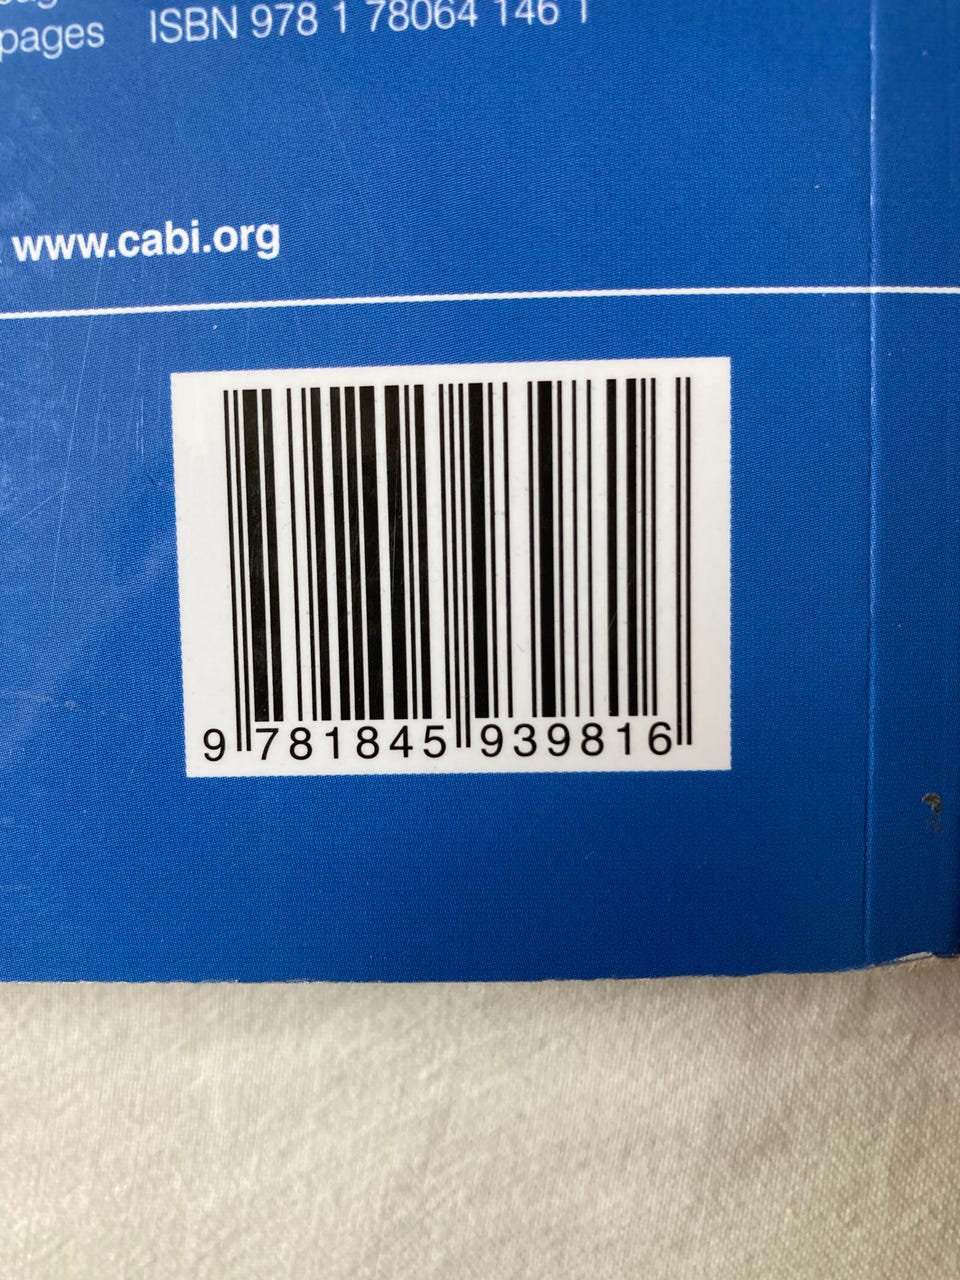 pages ISBN 978 1 78064 146 1
www.cabi.org
9 781845 939816